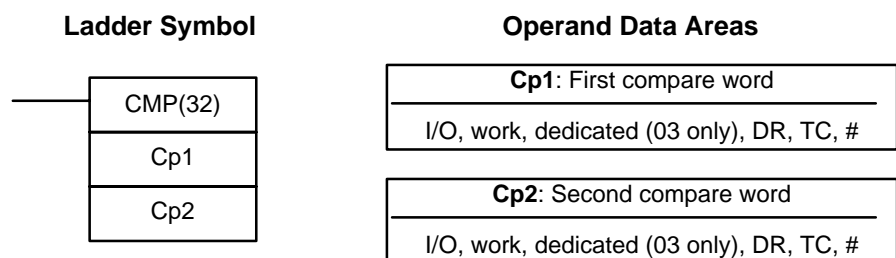 Ladder Symbol
CMP(32)
Cp1
Cp2
Operand Data Areas
Cp1: First compare word
I/O, work, dedicated (03 only), DR, TC, #
Cp2: Second compare word
I/O, work, dedicated (03 only), DR, TC, #